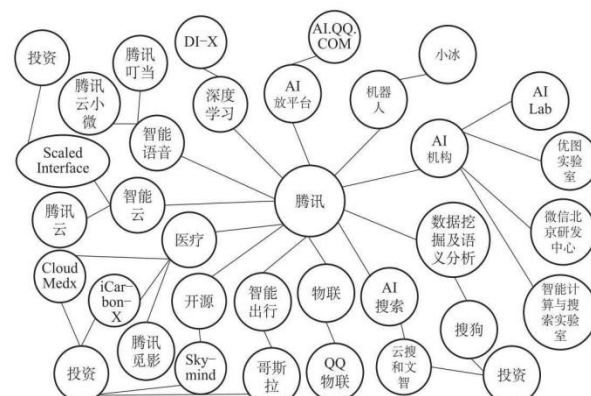 投资
腾讯
叮当
DI-X
AI.QQ.
COM
小冰
腾讯
云小
微
深度
学习
AI
放平台
机器
人
AI
Lab
智能
语音
AI
机构
优图
实验
室
Scaled
Interface
腾讯
腾讯
云
智能
云
医疗
数据挖
掘及语
义分析
微信北
京研发
中心
Cloud
Medx
iCar-
bon-
X
开源
智能
出行
物联
AI
搜索
搜狗
智能计
算与搜
索实验
室
投资
腾讯
觅影
Sky-
mind
哥斯
拉
QQ
物联
云搜
和文
智
投资